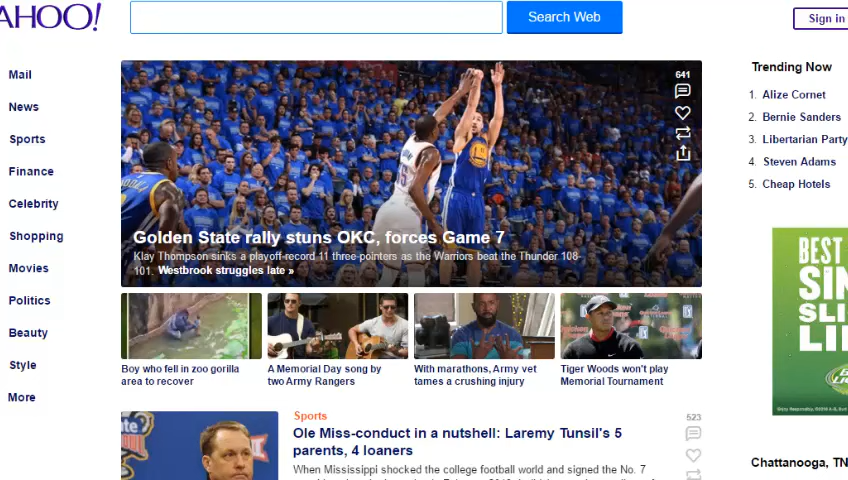 AHOO!
Search Web
Sign in
Mail
News
Sports
Finance
Celebrity
Shopping
Movies
Politics
Beauty
Style
More
641
Golden State rally stuns OKC, forces Game 7
Klay Thompson sinks a playoff-record 11 three-pointers as the Warriors beat the Thunder 108-
101. Westbrook struggles late »
Boy who fell in zoo gorilla
area to recover
A Memorial Day song by
two Army Rangers
With marathons, Army vet
tames a crushing injury
Tiger Woods won't play
Memorial Tournament
Sports
523
Ole Miss-conduct in a nutshell: Laremy Tunsil's 5
parents, 4 loaners
When Mississippi shocked the college football world and signed the No. 7
Trending Now
1. Alize Cornet
2. Bernie Sanders
3. Libertarian Party
4. Steven Adams
5. Cheap Hotels
BEST
SIN
SLI
LI
Chattanooga, TN